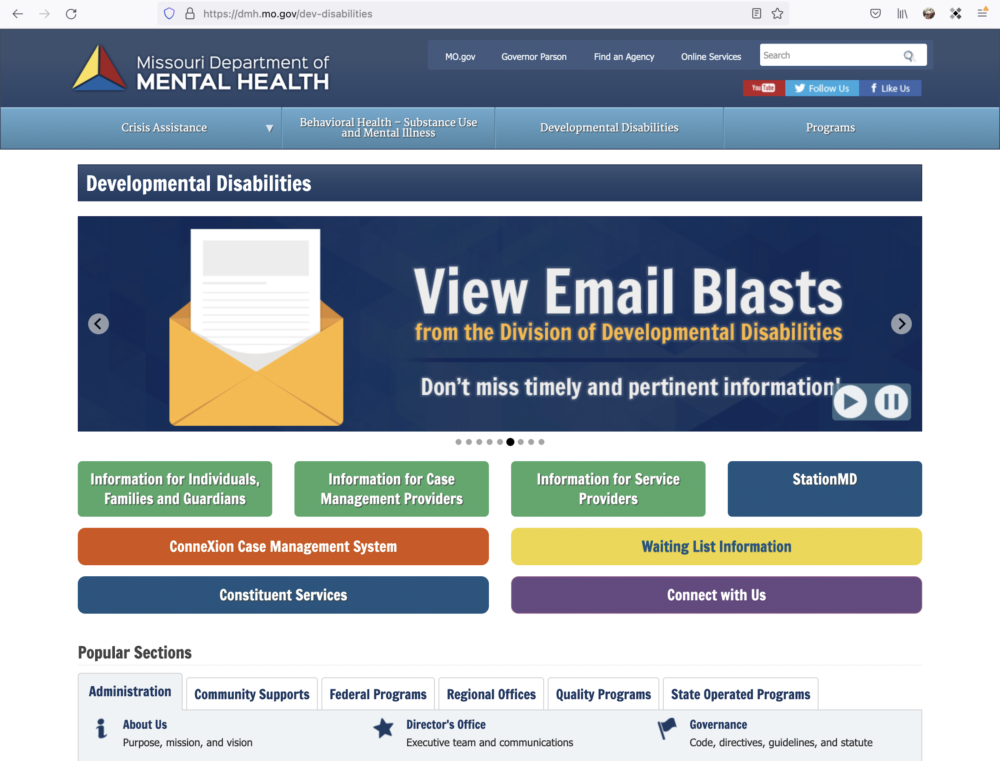 https://dmh.mo.gov/dev-disabilities
Missouri Department of
MENTAL HEALTH
MO.gov
Governor Parson
Find an Agency
Online Services
Search
YouTube
Follow Us
f Like Us
Crisis Assistance
Behavioral Health – Substance Use
and Mental Illness
Developmental Disabilities
Programs
Developmental Disabilities
View Email Blasts
from the Division of Developmental Disabilities
Don't miss timely and pertinent information!
Information for Individuals,
Families and Guardians
Information for Case
Management Providers
Information for Service
Providers
StationMD
ConneXion Case Management System
Waiting List Information
Constituent Services
Connect with Us
Popular Sections
Administration
Community Supports
Federal Programs
Regional Offices
Quality Programs
State Operated Programs
About Us
Purpose, mission, and vision
Director's Office
Executive team and communications
Governance
Code, directives, guidelines, and statute